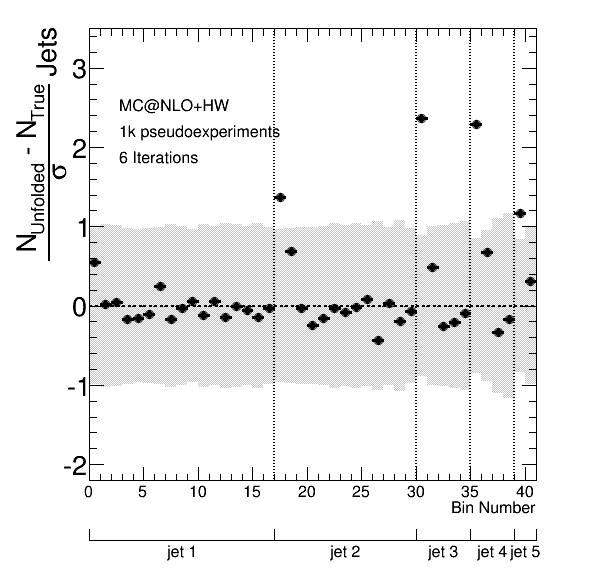 N_Unfolded - N_True Jets
σ
3
2
1
0
-1
-2
MC@NLO+HW
1k pseudoexperiments
6 Iterations
0 5 10 15 20 25 30 35 40
Bin Number
jet 1 jet 2 jet 3 jet 4 jet 5